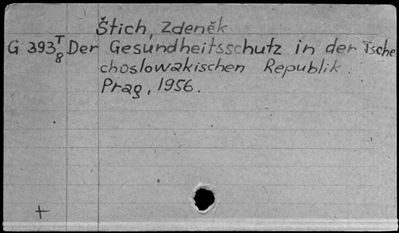 Štich, Zdeněk
G 393 T/8 Der Gesundheitsschutz in der Tsche
choslowakischen Republik.
Prag, 1956.
+